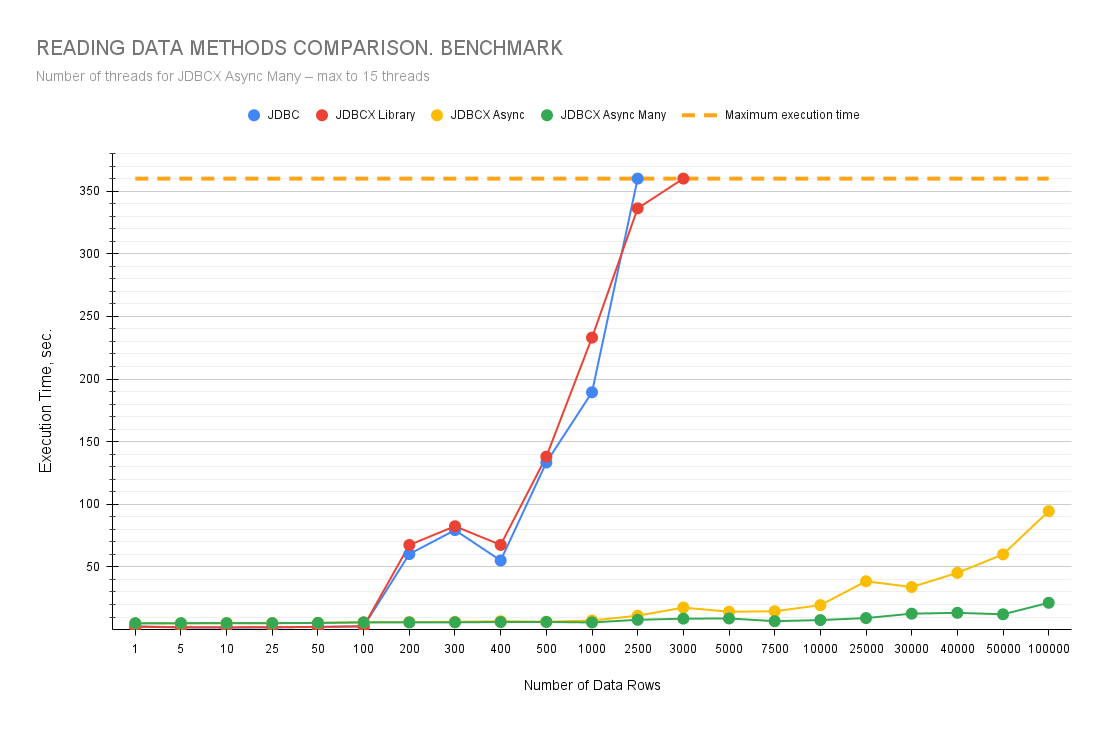 READING DATA METHODS COMPARISON. BENCHMARK
Number of threads for JDBCX Async Many – max to 15 threads
JDBC JDBCX Library JDBCX Async JDBCX Async Many Maximum execution time
350
300
250
200
150
100
50
Execution Time, sec.
1 5 10 25 50 100 200 300 400 500 1000 2500 3000 5000 7500 10000 25000 30000 40000 50000 100000
Number of Data Rows